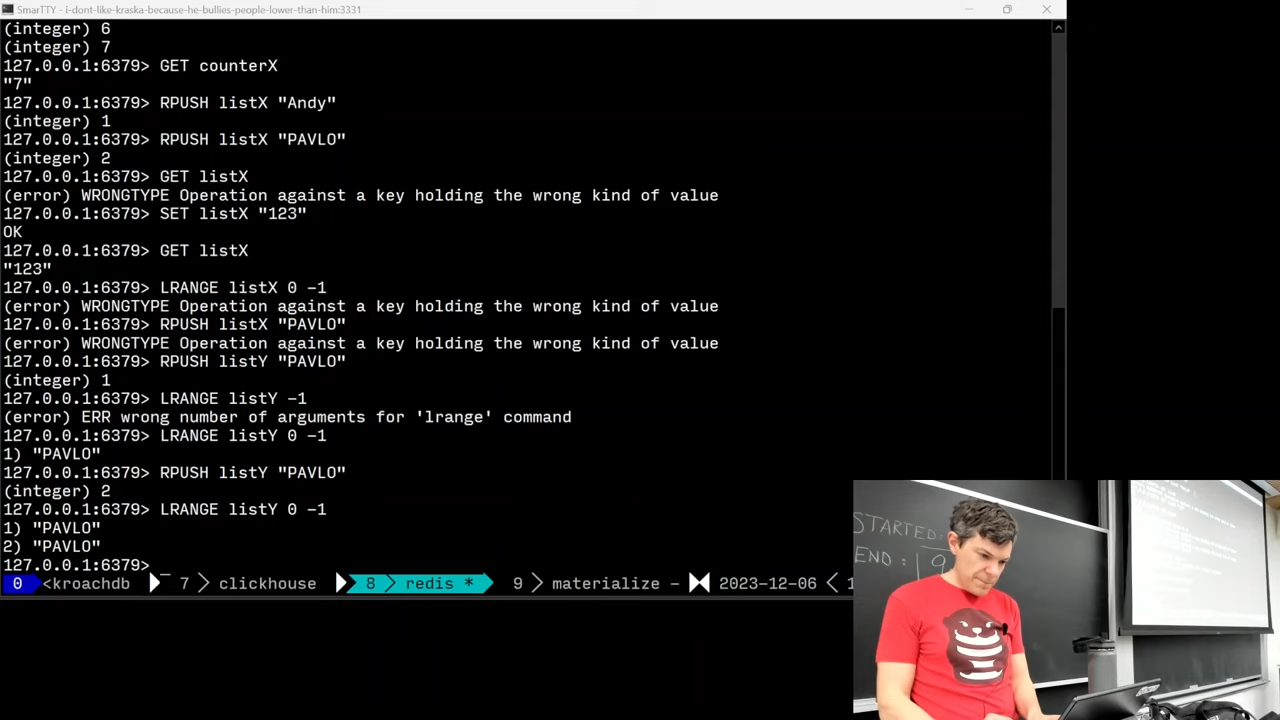 SmarTTY - i-dont-like-kraska-because-he-bullies-people-lower-than-him:3331
(integer) 6
(integer) 7
127.0.0.1:6379> GET counterX
"7"
127.0.0.1:6379> RPUSH listX "Andy"
(integer) 1
127.0.0.1:6379> RPUSH listX "PAVLO"
(integer) 2
127.0.0.1:6379> GET listX
(error) WRONGTYPE Operation against a key holding the wrong kind of value
127.0.0.1:6379> SET listX "123"
OK
127.0.0.1:6379> GET listX
"123"
127.0.0.1:6379> LRANGE listX 0 -1
(error) WRONGTYPE Operation against a key holding the wrong kind of value
127.0.0.1:6379> RPUSH listX "PAVLO"
(error) WRONGTYPE Operation against a key holding the wrong kind of value
127.0.0.1:6379> RPUSH listY "PAVLO"
(integer) 1
127.0.0.1:6379> LRANGE listY -1
(error) ERR wrong number of arguments for 'lrange' command
127.0.0.1:6379> LRANGE listY 0 -1
1) "PAVLO"
127.0.0.1:6379> RPUSH listY "PAVLO"
(integer) 2
127.0.0.1:6379> LRANGE listY 0 -1
1) "PAVLO"
2) "PAVLO"
127.0.0.1:6379>
0 <kroachdb 7 > clickhouse 8 > redis * 9 > materialize - 2023-12-06 < 1
STARTED:
END: 19